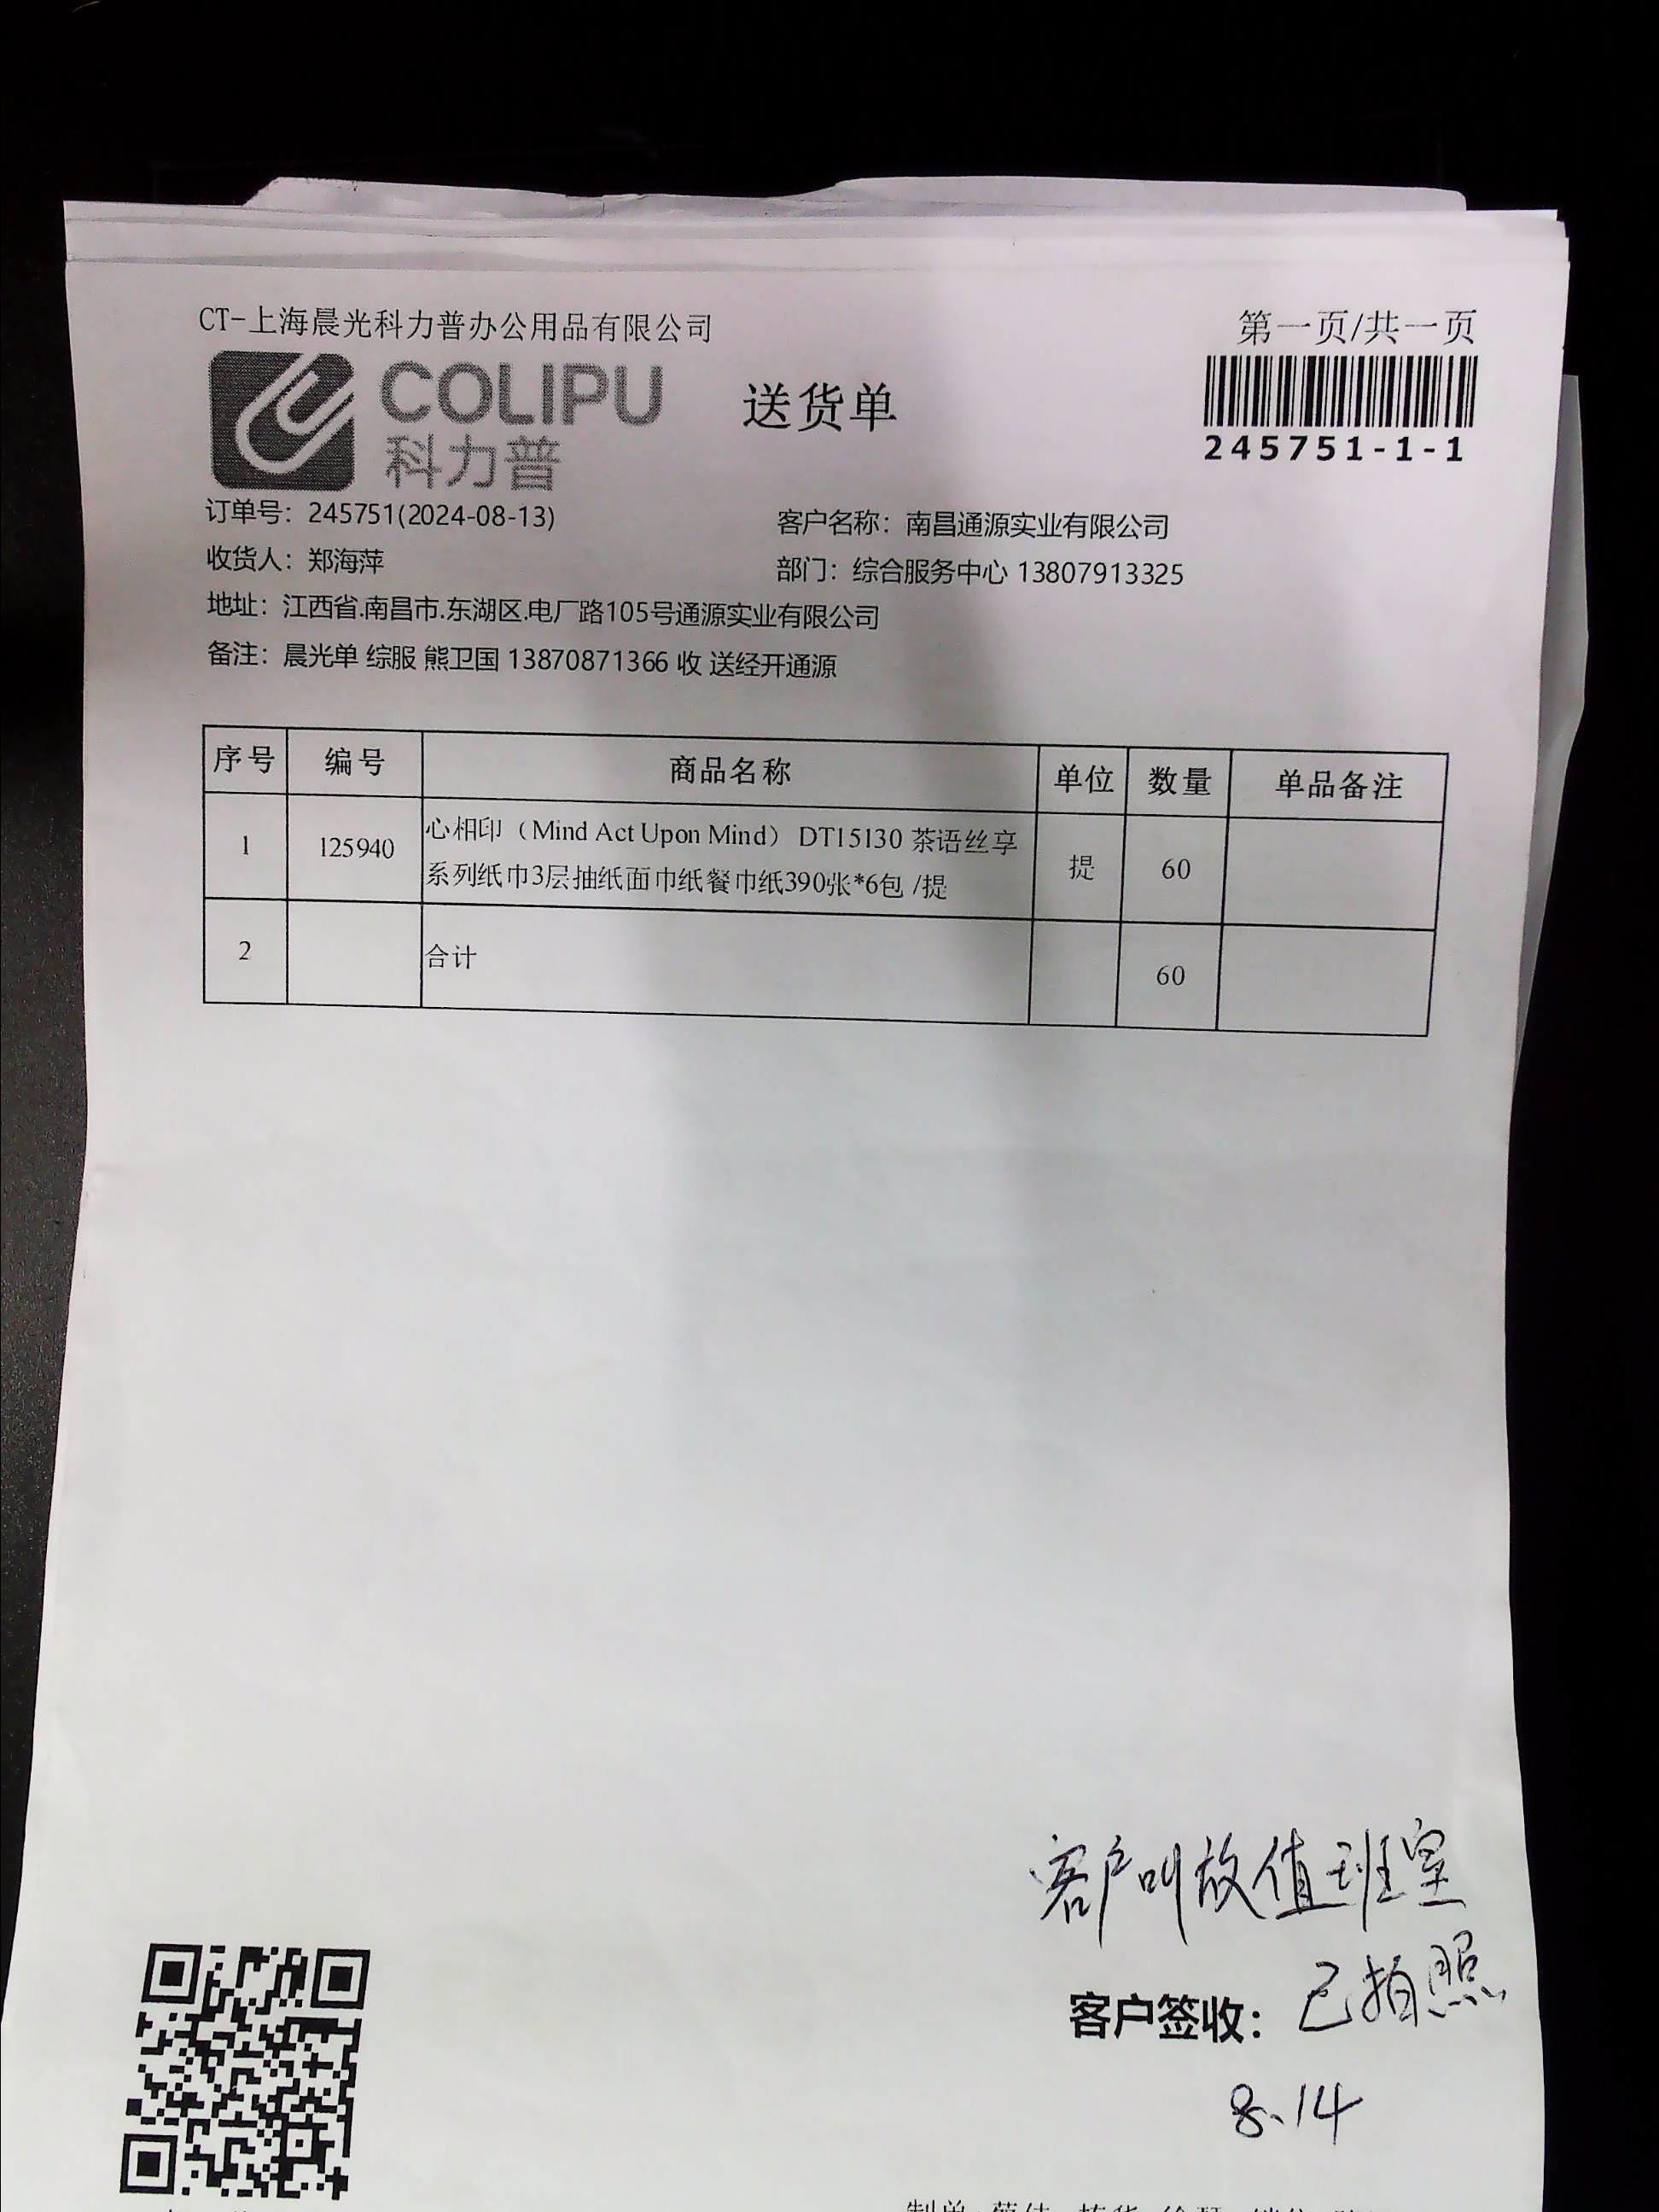 CT-上海晨光科力普办公用品有限公司
第一页/共一页
COLIPU
科力普
送货单
245751-1-1
订单号：245751(2024-08-13)
客户名称：南昌通源实业有限公司
收货人：郑海萍
部门：综合服务中心 13807913325
地址：江西省.南昌市.东湖区.电厂路105号通源实业有限公司
备注：晨光单 综服 熊卫国 13870871366 收 送经开通源
序号 编号 商品名称 单位 数量 单品备注
1 125940 心相印（Mind Act Upon Mind） DT15130 茶语丝享
系列纸巾3层抽纸面巾纸餐巾纸390张*6包 /提 提 60
2 合计 60
客户叫放值班室
客户签收：已拍照
8.14